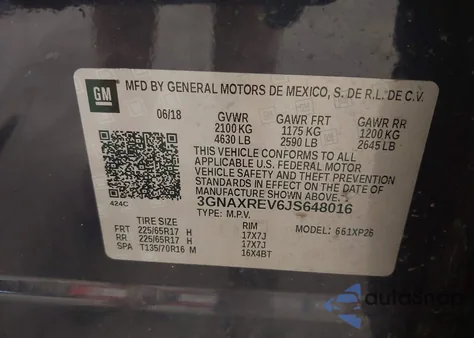 GM
MFD BY GENERAL MOTORS DE MEXICO, S. DE R.L. DE C.V.
06/18 GVWR GAWR FRT GAWR RR
2100 KG 1175 KG 1200 KG
4630 LB 2590 LB 2645 LB
THIS VEHICLE CONFORMS TO ALL
APPLICABLE U.S. FEDERAL MOTOR
VEHICLE SAFETY AND THEFT PREVENTION
STANDARDS IN EFFECT ON THE DATE OF
MANUFACTURE SHOWN ABOVE.
424C 3GNAXREV6JS648016
TYPE: M.P.V. MODEL: 661XP26
TIRE SIZE RIM
FRT 225/65R17 H 17X7J
RR 225/65R17 H 17X7J
SPA T135/70R16 M 16X4BT
autosnap